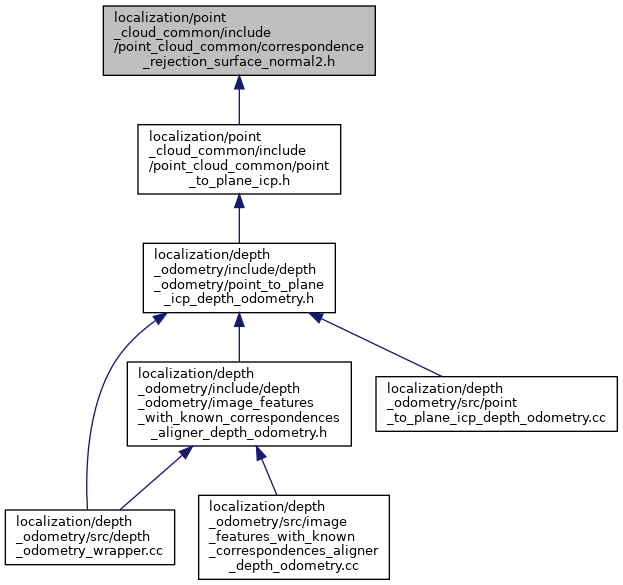 localization/point
_cloud_common/include
/point_cloud_common/correspondence
_rejection_surface_normal2.h
localization/point
_cloud_common/include
/point_cloud_common/point
_to_plane_icp.h
localization/depth
_odometry/include/depth
_odometry/point_to_plane
_icp_depth_odometry.h
localization/depth
_odometry/include/depth
_odometry/image_features
_with_known_correspondences
_aligner_depth_odometry.h
localization/depth
_odometry/src/point
_to_plane_icp_depth_odometry.cc
localization/depth
_odometry/src/depth
_odometry_wrapper.cc
localization/depth
_odometry/src/image
_features_with_known
_correspondences_aligner
_depth_odometry.cc